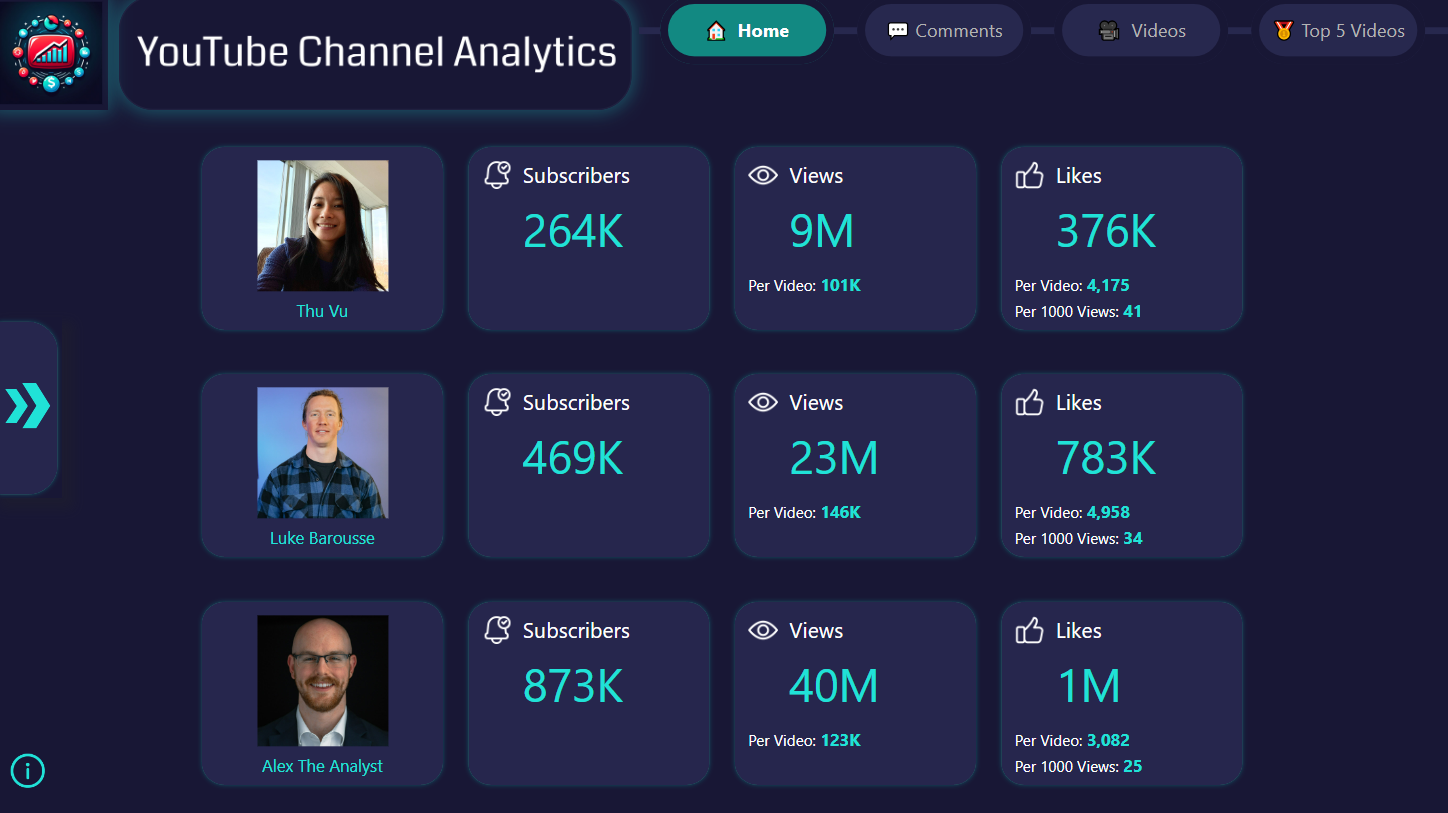 YouTube Channel Analytics
Home
Comments
Videos
Top 5 Videos
Thu Vu
Subscribers
264K
Views
9M
Per Video: 101K
Likes
376K
Per Video: 4,175
Per 1000 Views: 41
Luke Barousse
Subscribers
469K
Views
23M
Per Video: 146K
Likes
783K
Per Video: 4,958
Per 1000 Views: 34
Alex The Analyst
Subscribers
873K
Views
40M
Per Video: 123K
Likes
1M
Per Video: 3,082
Per 1000 Views: 25